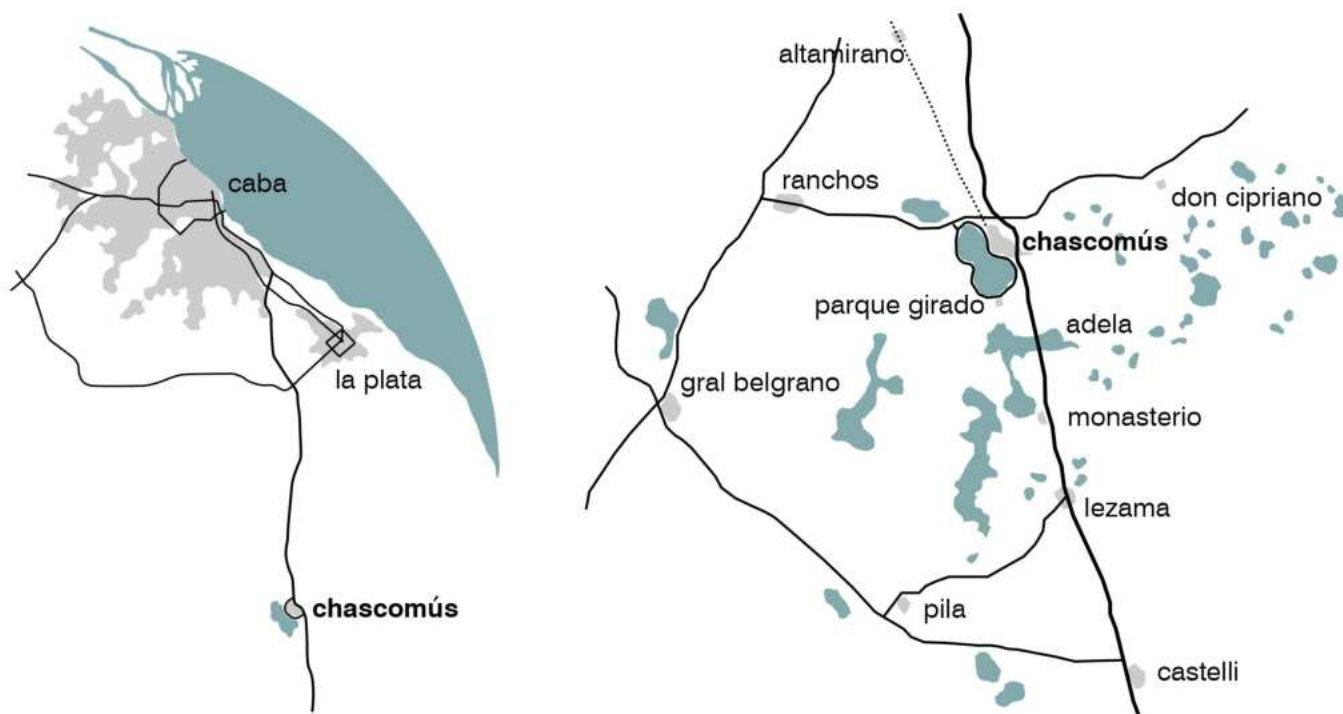 caba
la plata
chascomús
altamirano
ranchos
don cipriano
chascomús
parque girado
adela
gral belgrano
monasterio
lezama
pila
castelli